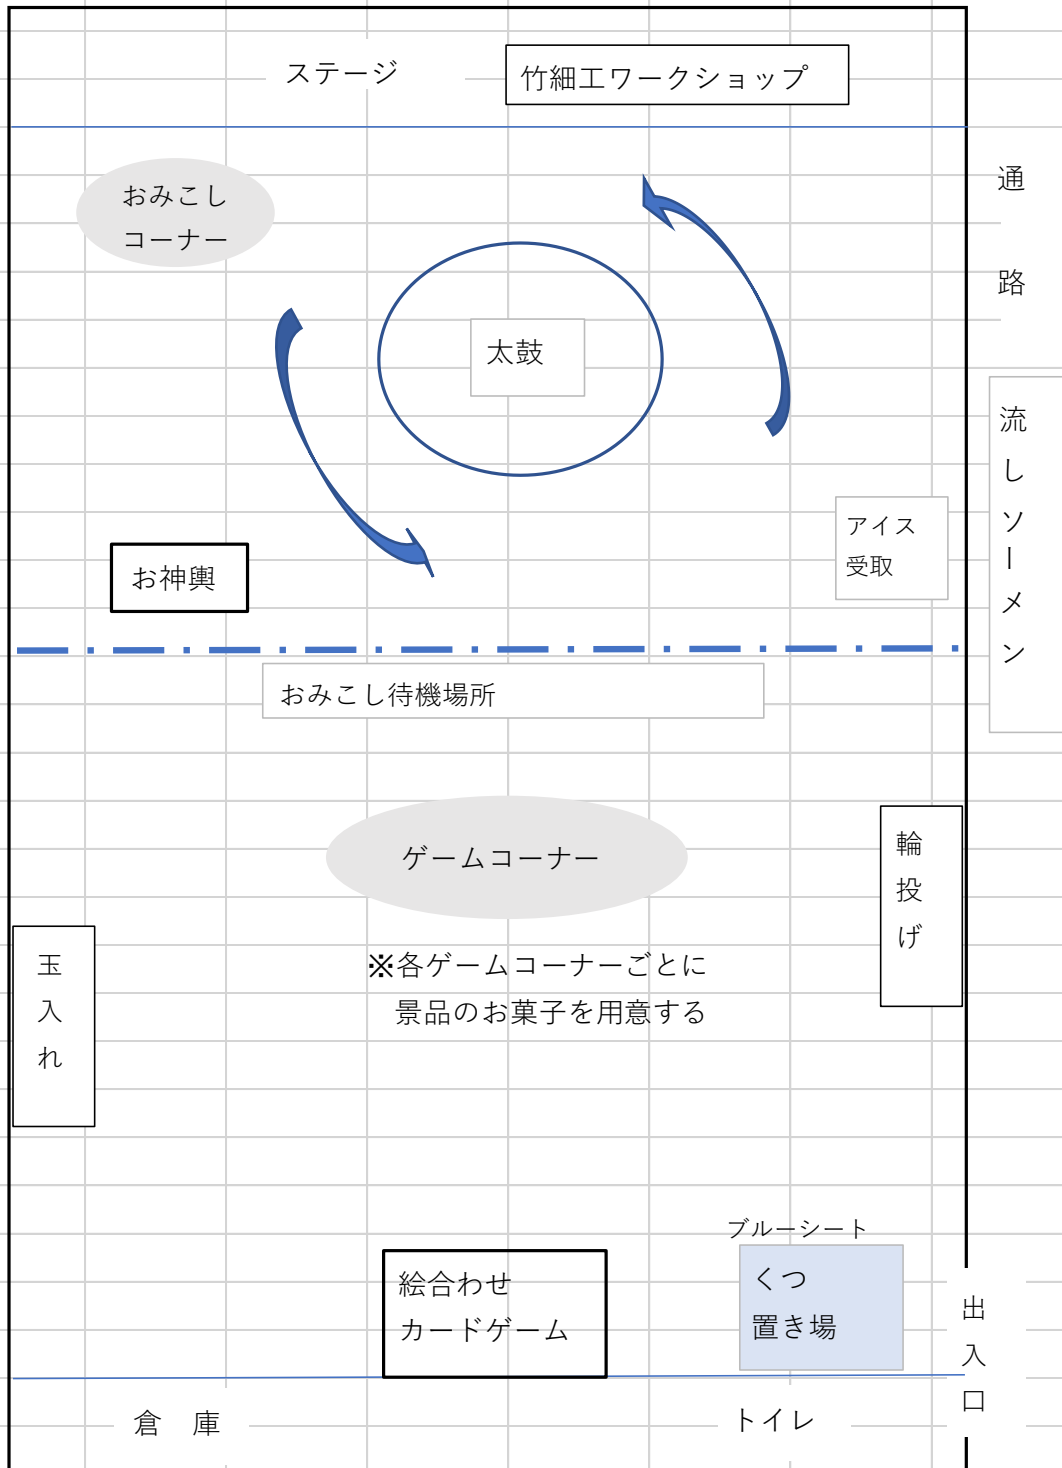 ステージ
竹細工ワークショップ
通路
おみこし
コーナー
太鼓
流しソーメン
アイス
受取
お神輿
おみこし待機場所
輪投げ
ゲームコーナー
玉入れ
※各ゲームコーナーごとに
景品のお菓子を用意する
ブルーシート
絵合わせ
カードゲーム
くつ
置き場
出入口
倉 庫
トイレ